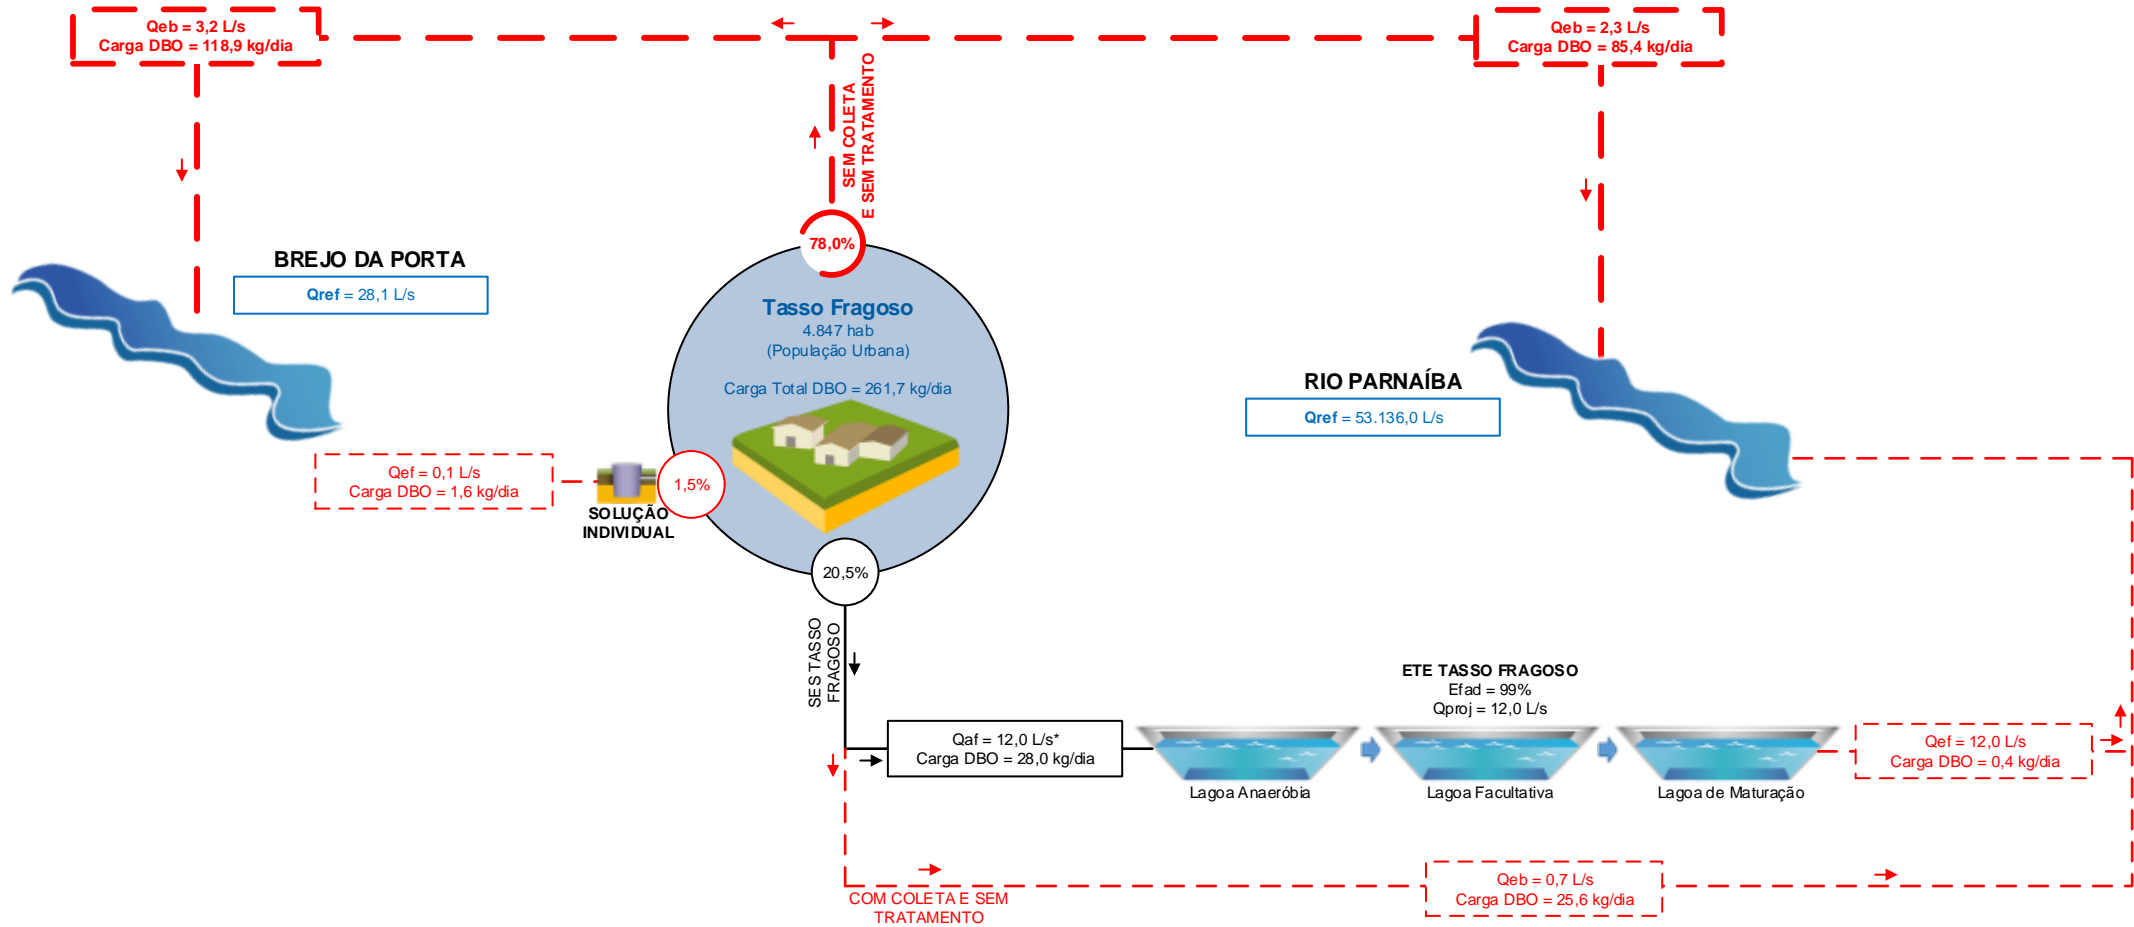 Qeb = 3,2 L/s
Carga DBO = 118,9 kg/dia
Qeb = 2,3 L/s
Carga DBO = 85,4 kg/dia
SEM COLETA
E SEM TRATAMENTO
78,0%
BREJO DA PORTA
Qref = 28,1 L/s
Tasso Fragoso
4.847 hab
(População Urbana)
Carga Total DBO = 261,7 kg/dia
RIO PARNAÍBA
Qref = 53.136,0 L/s
Qef = 0,1 L/s
Carga DBO = 1,6 kg/dia
SOLUÇÃO
INDIVIDUAL
1,5%
20,5%
SES TASSO
FRAGOSO
Qaf = 12,0 L/s*
Carga DBO = 28,0 kg/dia
ETE TASSO FRAGOSO
Efad = 99%
Qproj = 12,0 L/s
Lagoa Anaeróbia
Lagoa Facultativa
Lagoa de Maturação
Qef = 12,0 L/s
Carga DBO = 0,4 kg/dia
COM COLETA E SEM
TRATAMENTO
Qeb = 0,7 L/s
Carga DBO = 25,6 kg/dia